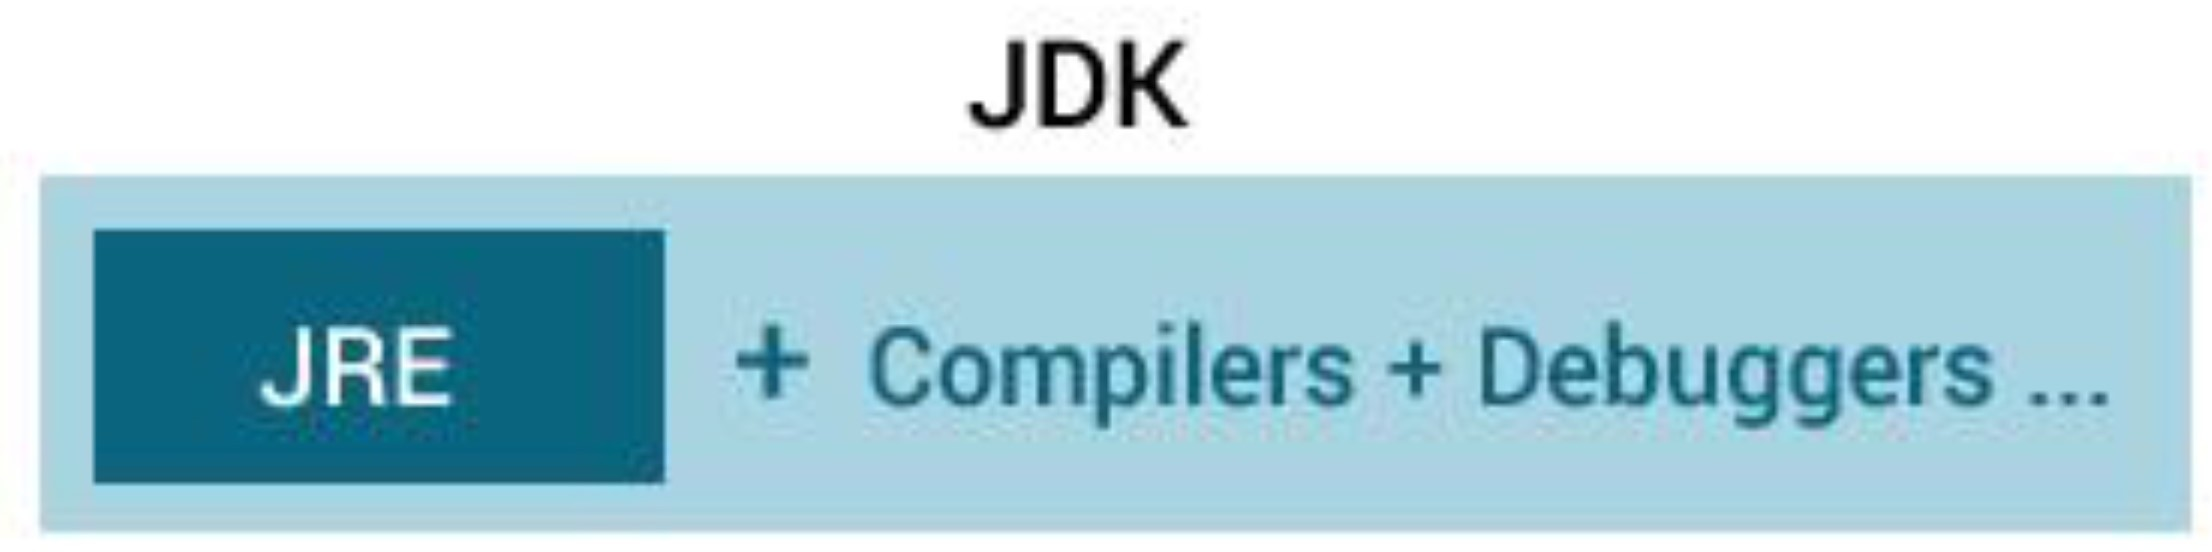 JDK
JRE + Compilers + Debuggers ...